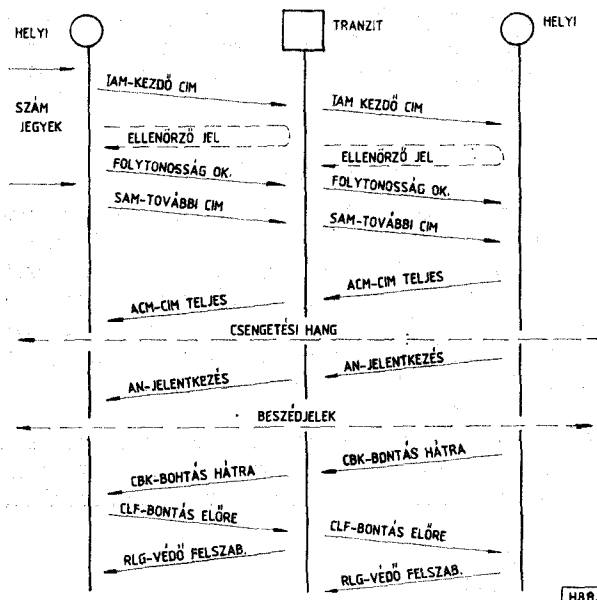 HELYI
TRANZIT
HELYI
SZÁM
JEGYEK
IAM-KEZDŐ CIM
IAM KEZDŐ CIM
ELLENŐRZŐ JEL
ELLENŐRZŐ JEL
FOLYTONOSSÁG OK.
FOLYTONOSSÁG OK.
SAM-TOVÁBBI CIM
SAM-TOVÁBBI CIM
ACM-CIM TELJES
ACM-CIM TELJES
CSENGETÉSI HANG
AN-JELENTKEZÉS
AN-JELENTKEZÉS
BESZÉDJELEK
CBK-BONTÁS HÁTRA
CBK-BOHTÁS HÁTRA
CLF-BONTÁS ELŐRE
CLF-BONTÁS ELŐRE
RLG-VÉDŐ FELSZAB.
RLG-VÉDŐ FELSZAB.